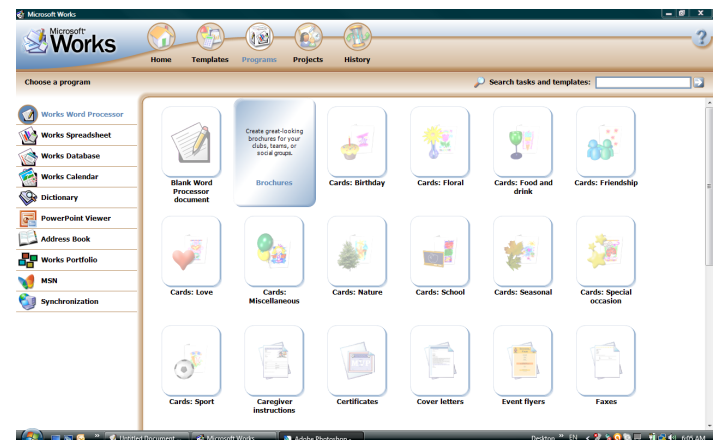 Microsoft Works
Microsoft
Works
Home Templates Programs Projects History
?
Choose a program
Search tasks and templates:
Works Word Processor
Works Spreadsheet
Works Database
Works Calendar
Dictionary
PowerPoint Viewer
Address Book
Works Portfolio
MSN
Synchronization
Blank Word
Processor
document
Create great-looking
brochures for your
clubs, teams, or
social groups.
Brochures
Cards: Birthday
Cards: Floral
Cards: Food and
drink
Cards: Friendship
Cards: Love
Cards:
Miscellaneous
Cards: Nature
Cards: School
Cards: Seasonal
Cards: Special
occasion
Cards: Sport
Caregiver
instructions
Certificates
Cover letters
Event flyers
Faxes
Untitled Document ... Microsoft Works Adobe Photoshop - Desktop EN 6:05 AM